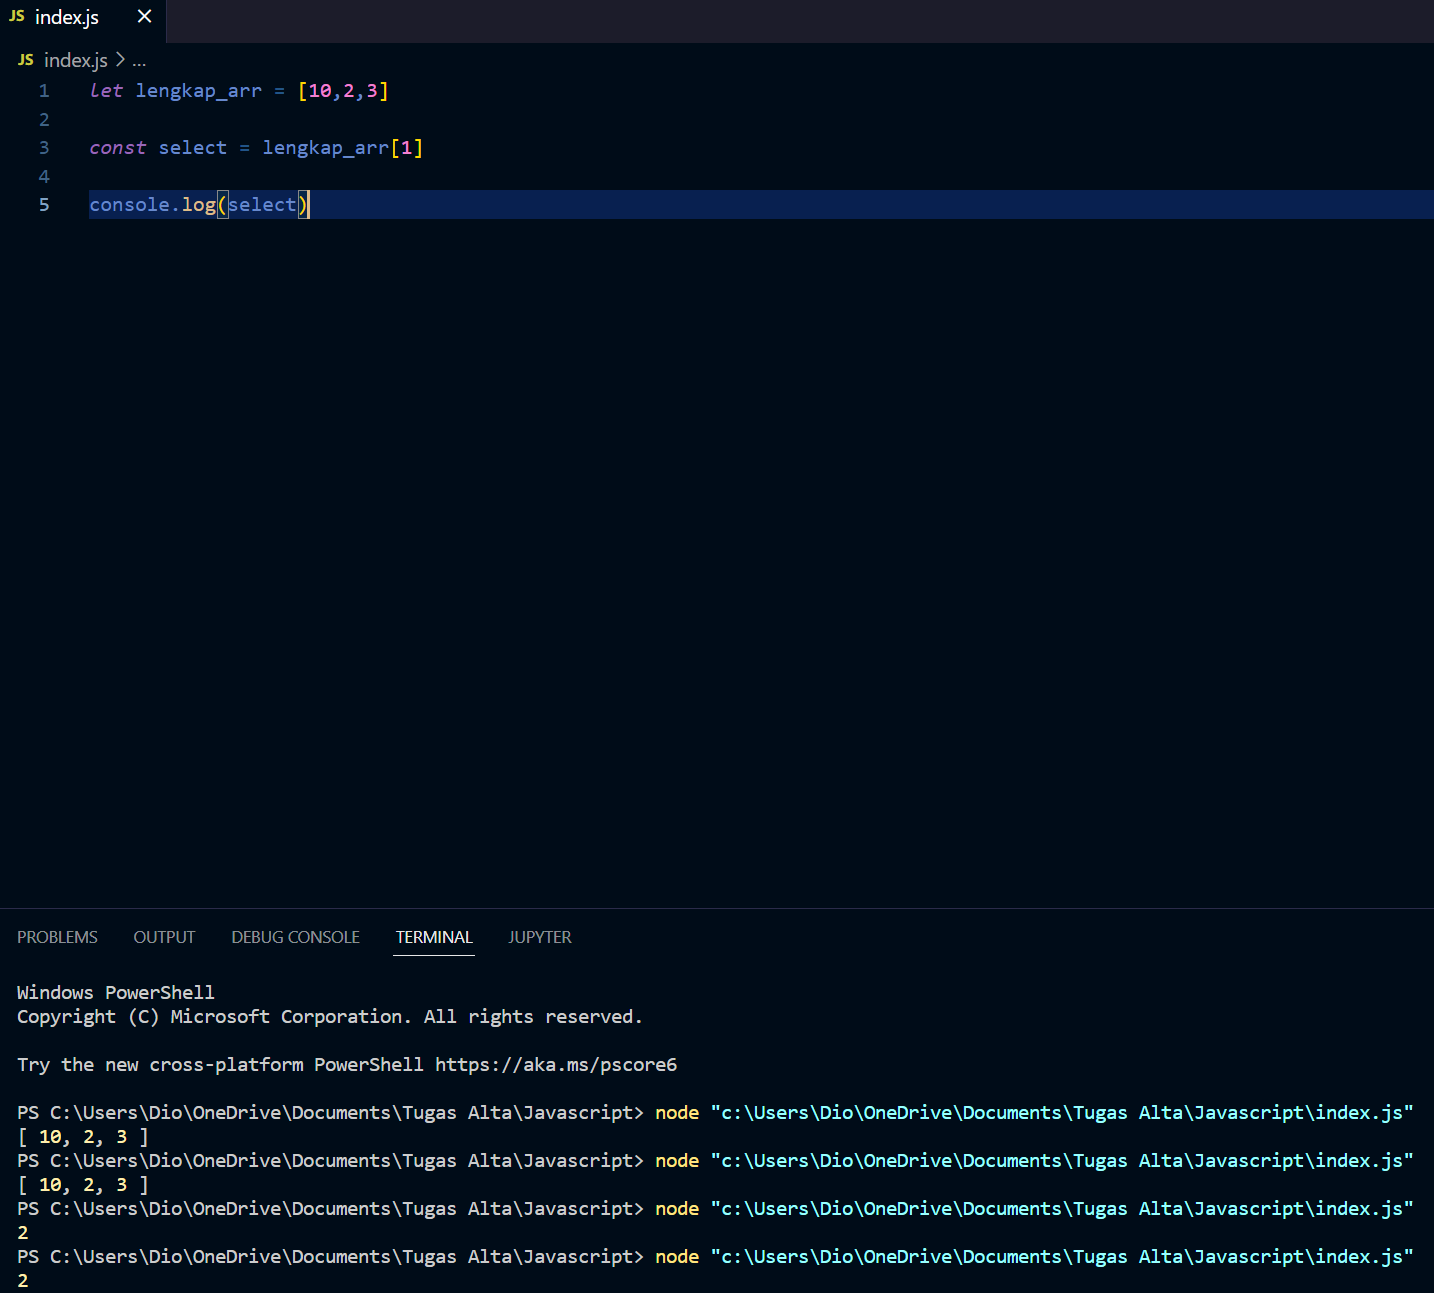 JS index.js ×
JS index.js > ...
1 let lengkap_arr = [10,2,3]
2
3 const select = lengkap_arr[1]
4
5 console.log(select)
PROBLEMS OUTPUT DEBUG CONSOLE TERMINAL JUPYTER
Windows PowerShell
Copyright (C) Microsoft Corporation. All rights reserved.
Try the new cross-platform PowerShell https://aka.ms/pscore6
PS C:\Users\Dio\OneDrive\Documents\Tugas Alta\Javascript> node "c:\Users\Dio\OneDrive\Documents\Tugas Alta\Javascript\index.js"
[ 10, 2, 3 ]
PS C:\Users\Dio\OneDrive\Documents\Tugas Alta\Javascript> node "c:\Users\Dio\OneDrive\Documents\Tugas Alta\Javascript\index.js"
[ 10, 2, 3 ]
PS C:\Users\Dio\OneDrive\Documents\Tugas Alta\Javascript> node "c:\Users\Dio\OneDrive\Documents\Tugas Alta\Javascript\index.js"
2
PS C:\Users\Dio\OneDrive\Documents\Tugas Alta\Javascript> node "c:\Users\Dio\OneDrive\Documents\Tugas Alta\Javascript\index.js"
2